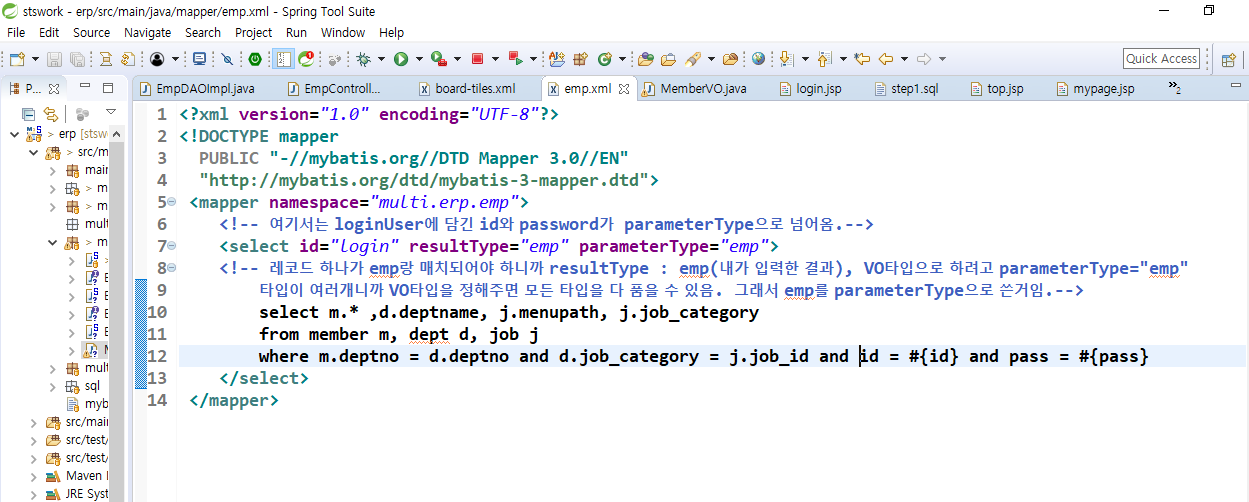 stswork - erp/src/main/java/mapper/emp.xml - Spring Tool Suite
File Edit Source Navigate Search Project Run Window Help
Quick Access
P...
EmpDAOImpl.java EmpControll... board-tiles.xml emp.xml MemberVO.java login.jsp step1.sql top.jsp mypage.jsp »2
> erp [stsw
> src/m
main
> m
> m
mult
> m
> s
E
E
E
E
M
mult
sql
myb
src/mai
src/test/
src/test/
Maven I
JRE Syst
1 <?xml version="1.0" encoding="UTF-8"?>
2 <!DOCTYPE mapper
3 PUBLIC "-//mybatis.org//DTD Mapper 3.0//EN"
4 "http://mybatis.org/dtd/mybatis-3-mapper.dtd">
5 <mapper namespace="multi.erp.emp">
6 <!-- 여기서는 loginUser에 담긴 id와 password가 parameterType으로 넘어옴.-->
7 <select id="login" resultType="emp" parameterType="emp">
8 <!-- 레코드 하나가 emp랑 매치되어야 하니까 resultType : emp(내가 입력한 결과), VO타입으로 하려고 parameterType="emp"
9 타입이 여러개니까 VO타입을 정해주면 모든 타입을 다 품을 수 있음. 그래서 emp를 parameterType으로 쓴거임.-->
10 select m.* ,d.deptname, j.menupath, j.job_category
11 from member m, dept d, job j
12 where m.deptno = d.deptno and d.job_category = j.job_id and id = #{id} and pass = #{pass}
13 </select>
14 </mapper>